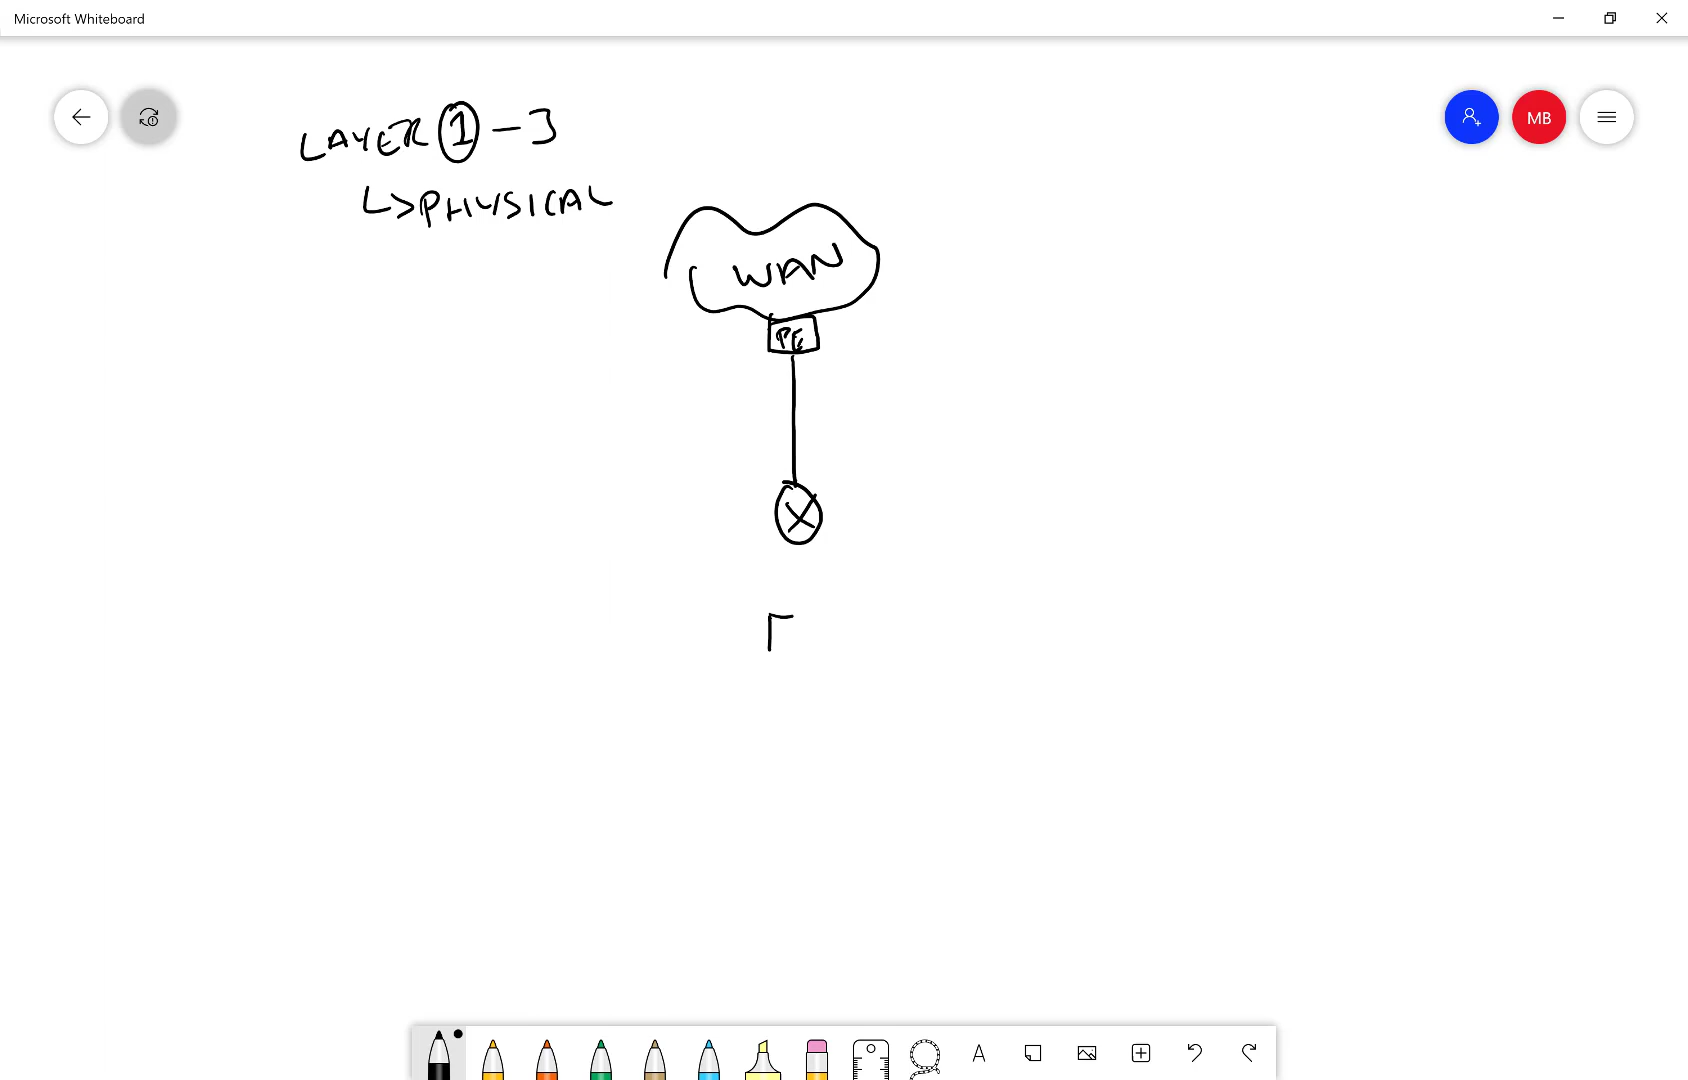 Microsoft Whiteboard
MB
LAYER 1 - 3
↳ PHYSICAL
WAN
PE
A